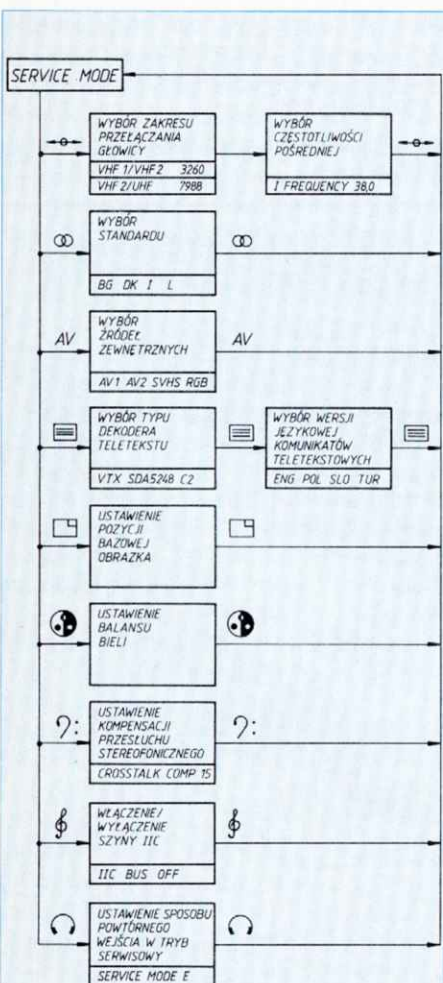 SERVICE MODE
WYBÓR ZAKRESU
PRZEŁĄCZANIA
GŁOWICY
VHF 1/VHF 2 3260
VHF 2/UHF 7988
WYBÓR
CZĘSTOTLIWOŚCI
POŚREDNIEJ
I FREQUENCY 38,0
WYBÓR
STANDARDU
BG DK I L
AV
WYBÓR
ŹRÓDEŁ
ZEWNĘTRZNYCH
AV1 AV2 SVHS RGB
AV
WYBÓR TYPU
DEKODERA
TELETEKSTU
VTX SDA5248 C2
WYBÓR WERSJI
JĘZYKOWEJ
KOMUNIKATÓW
TELETEKSTOWYCH
ENG POL SLO TUR
USTAWIENIE
POZYCJI
BAZOWEJ
OBRAZKA
USTAWIENIE
BALANSU
BIELI
USTAWIENIE
KOMPENSACJI
PRZESŁUCHU
STEREOFONICZNEGO
CROSSTALK COMP 15
WŁĄCZENIE/
WYŁĄCZENIE
SZYNY IIC
IIC BUS OFF
USTAWIENIE SPOSOBU
POWTÓRNEGO
WEJŚCIA W TRYB
SERWISOWY
SERVICE MODE E